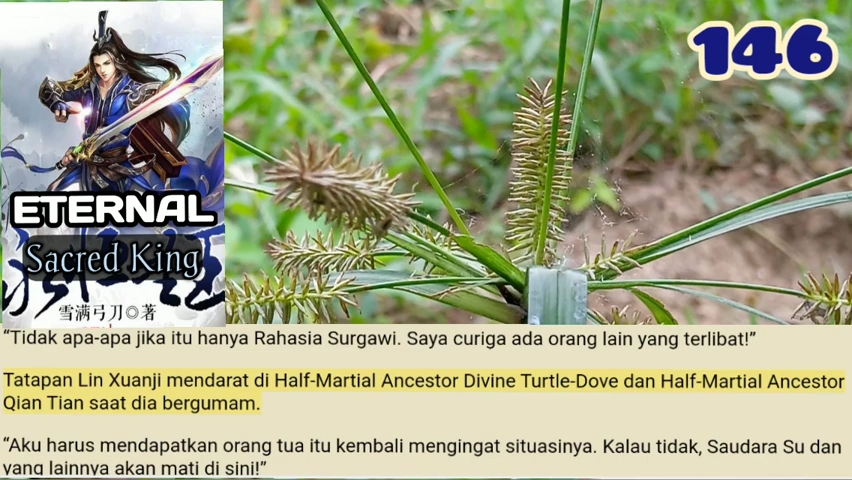 146
ETERNAL
Sacred King
雪满弓刀◎著
“Tidak apa-apa jika itu hanya Rahasia Surgawi. Saya curiga ada orang lain yang terlibat!”
Tatapan Lin Xuanji mendarat di Half-Martial Ancestor Divine Turtle-Dove dan Half-Martial Ancestor
Qian Tian saat dia bergumam.
“Aku harus mendapatkan orang tua itu kembali mengingat situasinya. Kalau tidak, Saudara Su dan
yang lainnya akan mati di sini!”